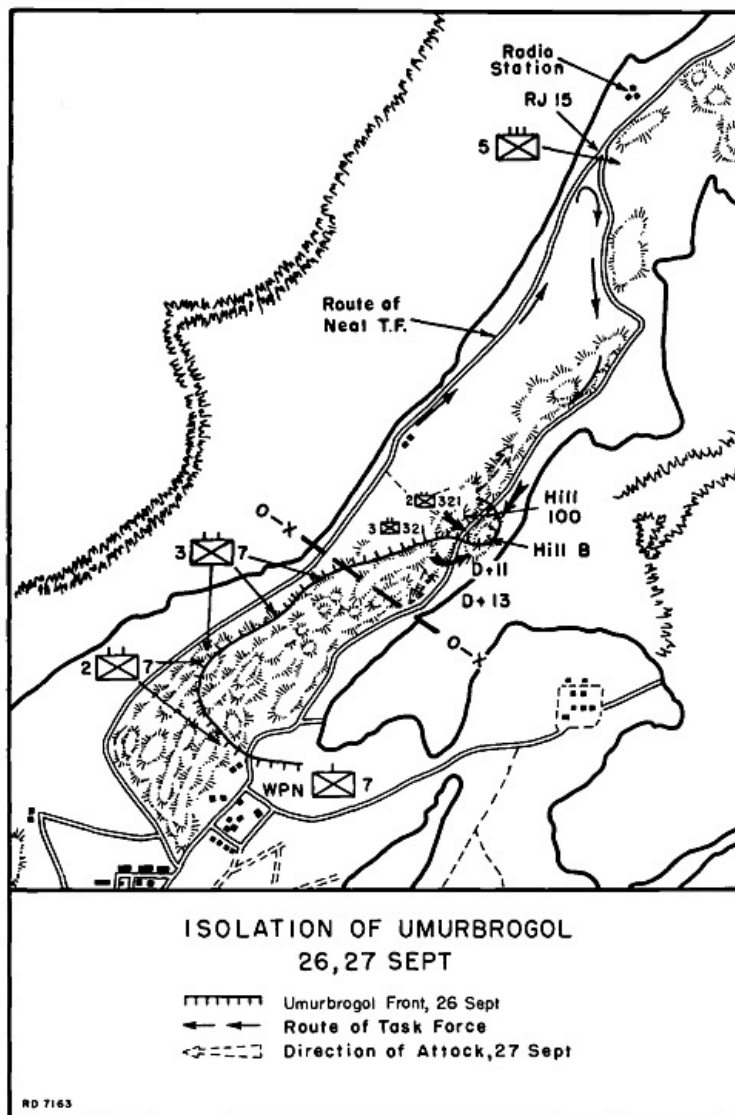 Radio
Station
RJ 15
5
Route of
Neal T.F.
2 321
3 321
O-X
Hill
100
Hill B
D+11
D+13
O-X
3 7
2 7
WPN 7
ISOLATION OF UMURBROGOL
26, 27 SEPT
Umurbrogol Front, 26 Sept
Route of Task Force
Direction of Attack, 27 Sept
RD 7163